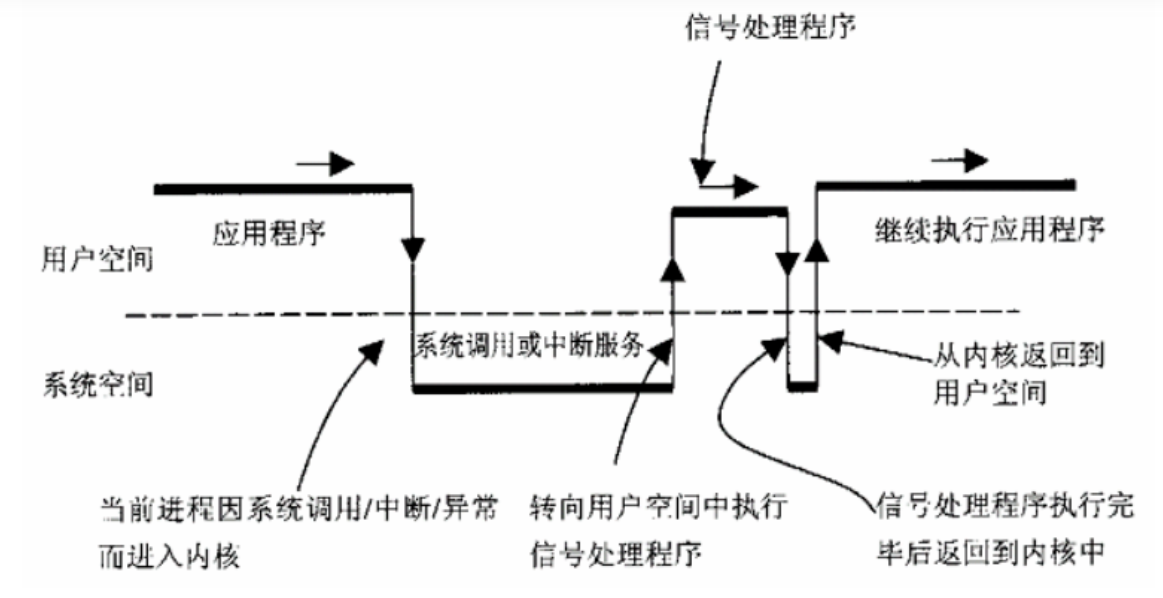 信号处理程序
应用程序
继续执行应用程序
用户空间
系统调用或中断服务
从内核返回到
用户空间
系统空间
当前进程因系统调用/中断/异常
而进入内核
转向用户空间中执行
信号处理程序
信号处理程序执行完
毕后返回到内核中